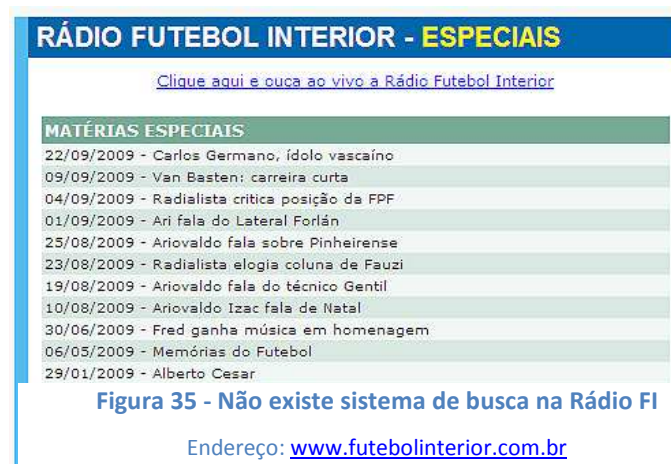 RÁDIO FUTEBOL INTERIOR - ESPECIAIS
Clique aqui e ouca ao vivo a Rádio Futebol Interior
MATÉRIAS ESPECIAIS
22/09/2009 - Carlos Germano, ídolo vascaíno
09/09/2009 - Van Basten: carreira curta
04/09/2009 - Radialista critica posição da FPF
01/09/2009 - Ari fala do Lateral Forlán
25/08/2009 - Ariovaldo fala sobre Pinheirense
23/08/2009 - Radialista elogia coluna de Fauzi
19/08/2009 - Ariovaldo fala do técnico Gentil
10/08/2009 - Ariovaldo Izac fala de Natal
30/06/2009 - Fred ganha música em homenagem
06/05/2009 - Memórias do Futebol
29/01/2009 - Alberto Cesar
Figura 35 - Não existe sistema de busca na Rádio FI
Endereço: www.futebolinterior.com.br